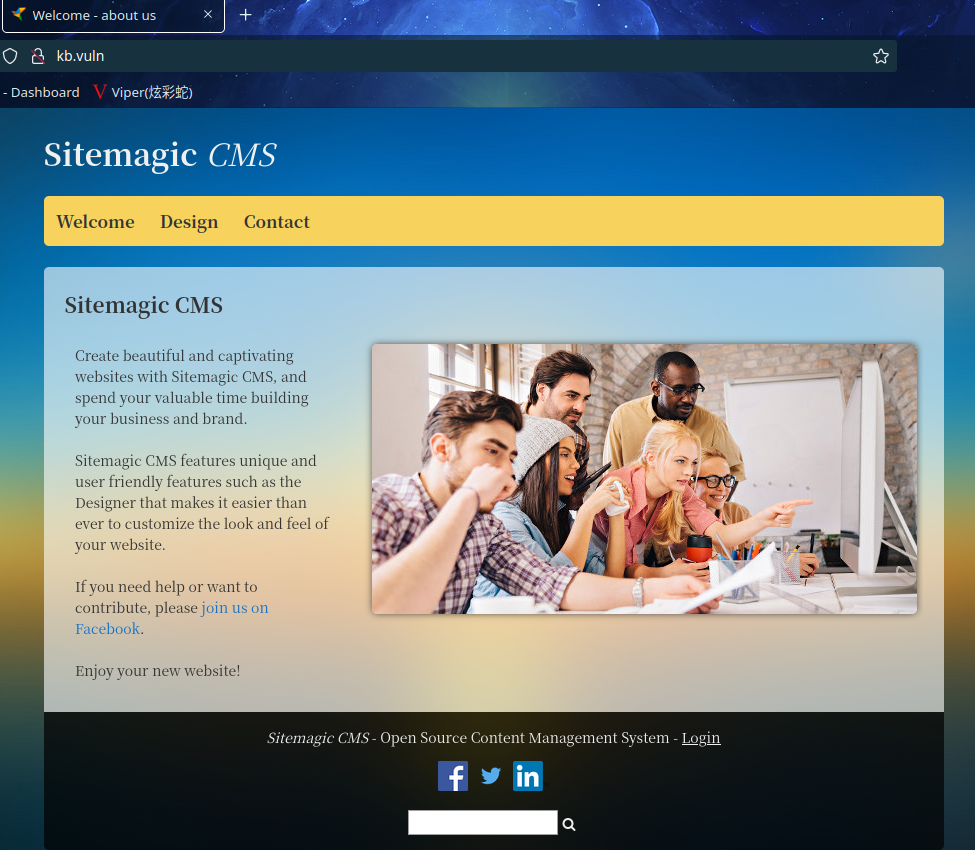 Welcome - about us
kb.vuln
- Dashboard
Viper(炫彩蛇)
Sitemagic CMS
Welcome Design Contact
Sitemagic CMS
Create beautiful and captivating
websites with Sitemagic CMS, and
spend your valuable time building
your business and brand.
Sitemagic CMS features unique and
user friendly features such as the
Designer that makes it easier than
ever to customize the look and feel of
your website.
If you need help or want to
contribute, please join us on
Facebook.
Enjoy your new website!
Sitemagic CMS - Open Source Content Management System - Login